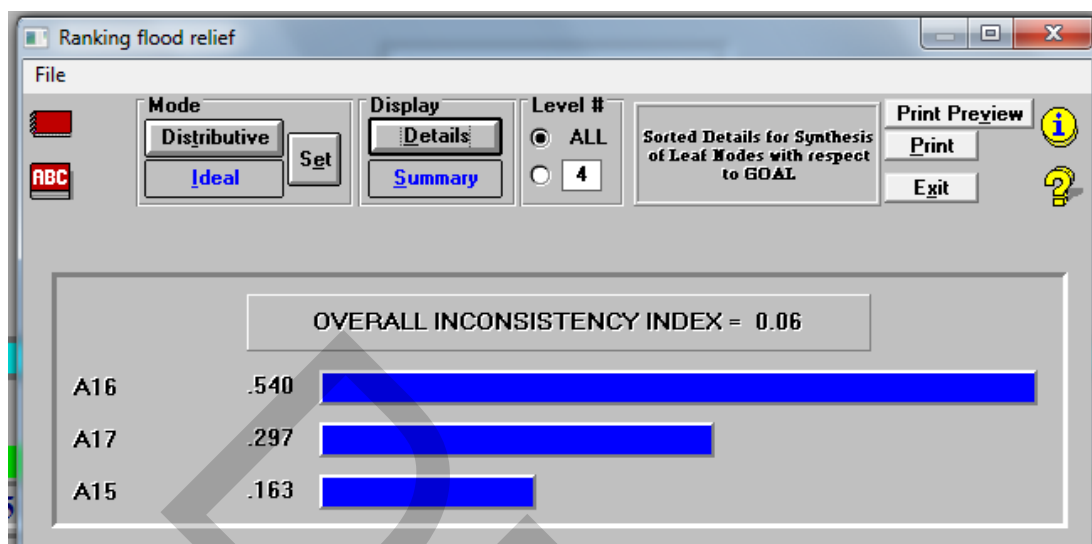 Ranking flood relief
File
Mode
Distributive
Ideal
Set
Display
Details
Summary
Level #
ALL
4
Sorted Details for Synthesis
of Leaf Nodes with respect
to GOAL
Print Preview
Print
Exit
i
?
ABC
OVERALL INCONSISTENCY INDEX = 0.06
A16 .540
A17 .297
A15 .163